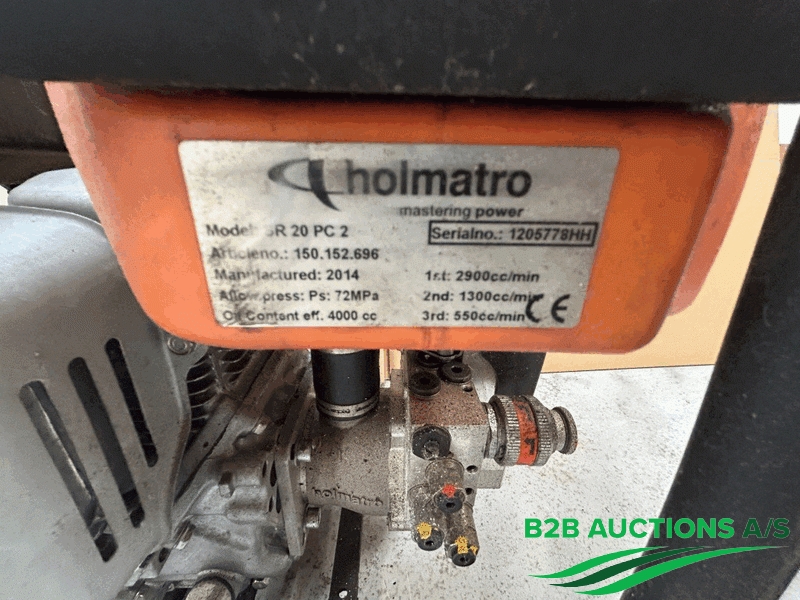 holmatro
mastering power
Model: SR 20 PC 2
Serialno.: 1205778HH
Articleno.: 150.152.696
Manufactured: 2014
1st: 2900cc/min
Allow.press: Ps: 72MPa
2nd: 1300cc/min
Oil Content eff. 4000 cc
3rd: 550cc/min
CE
holmatro
B2B AUCTIONS A/S